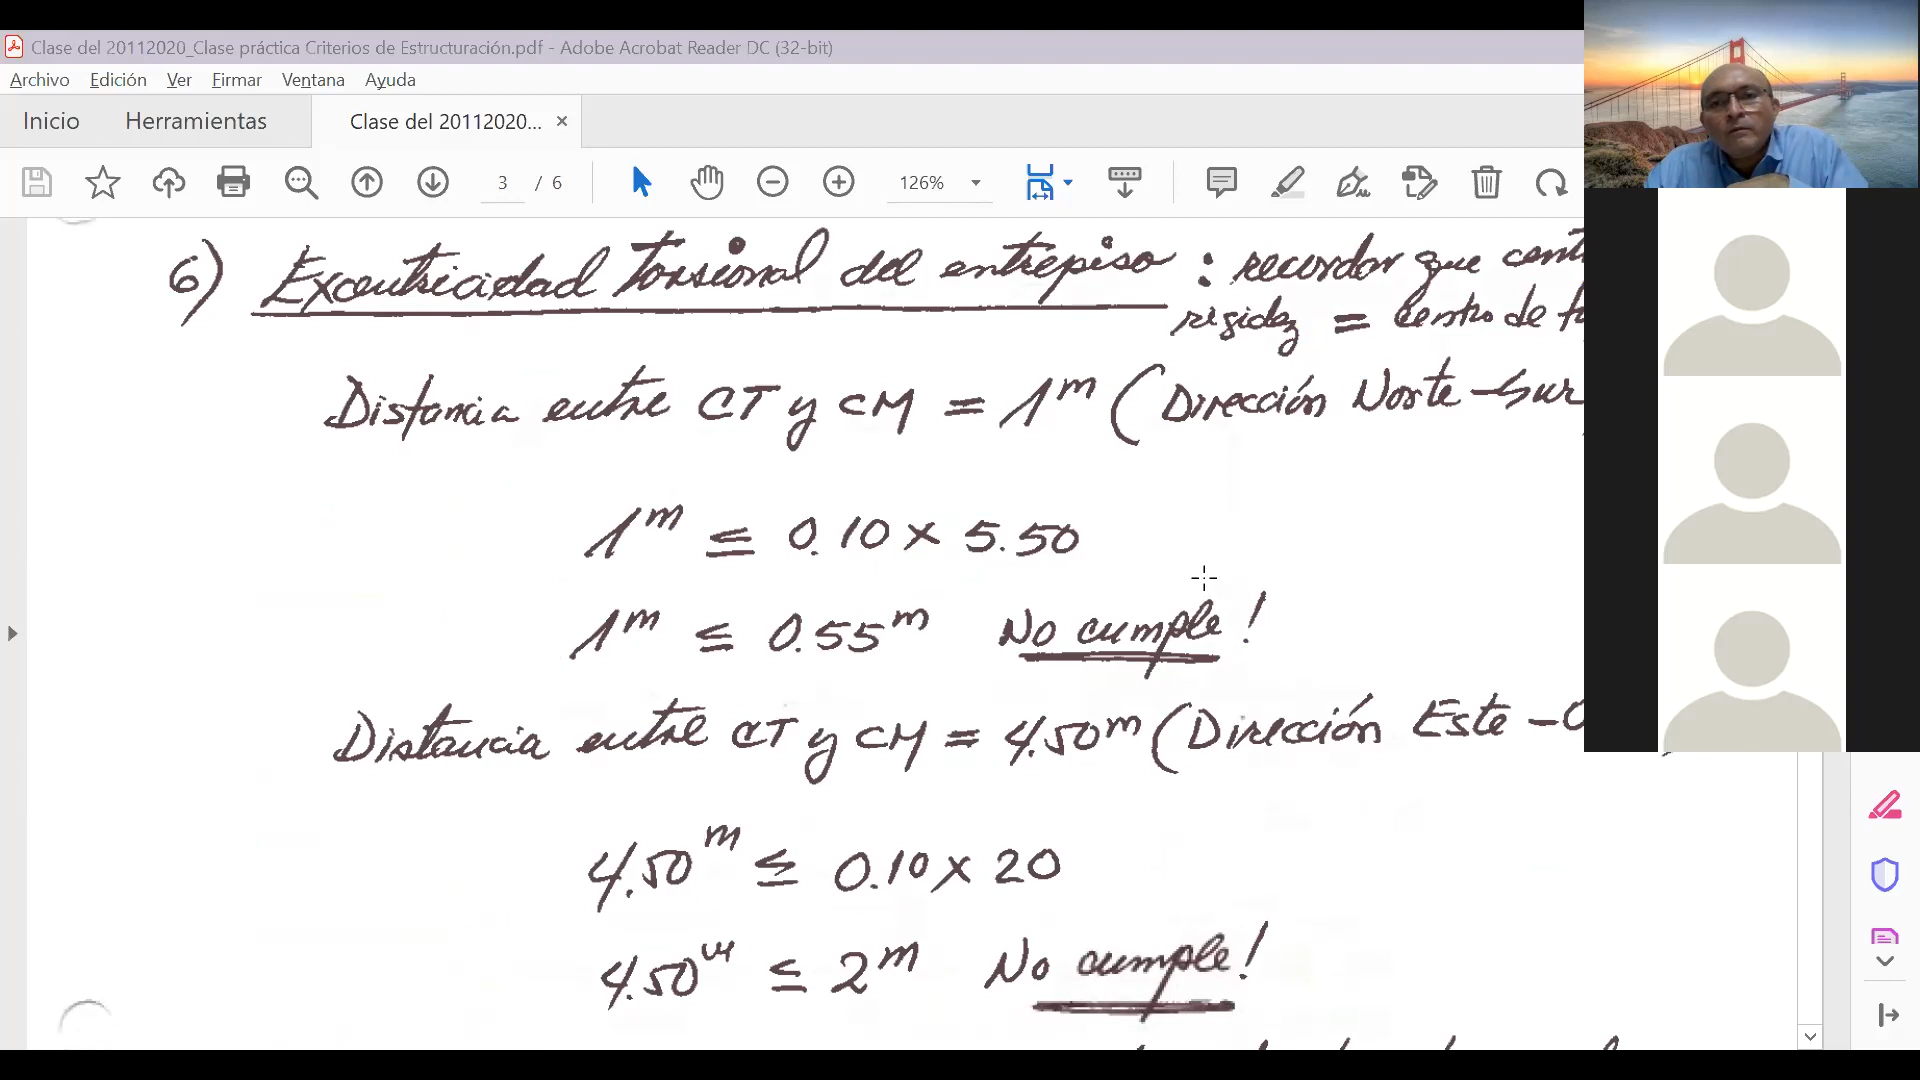 Clase del 20112020_Clase práctica Criterios de Estructuración.pdf - Adobe Acrobat Reader DC (32-bit)
Archivo Edición Ver Firmar Ventana Ayuda
Inicio Herramientas Clase del 20112020... ×
3 / 6 126%
6) Excentricidad Torsional del entrepiso : recordar que
rigidez = Centro de
Distancia entre CT y CM = 1m (Dirección Norte-Sur
1m ≤ 0.10 x 5.50
1m ≤ 0.55m No cumple!
Distancia entre CT y CM = 4.50m (Dirección Este-O
4.50m ≤ 0.10 x 20
4.50m ≤ 2m No cumple!